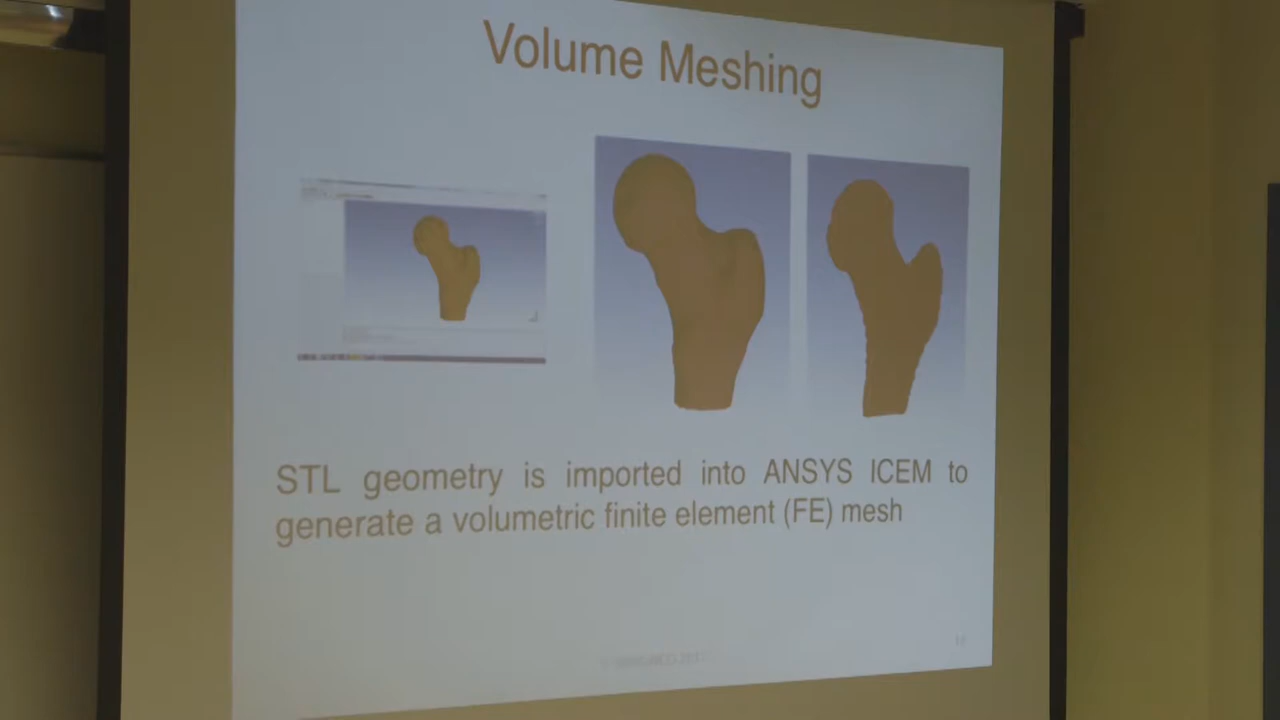 Volume Meshing
STL geometry is imported into ANSYS ICEM to
generate a volumetric finite element (FE) mesh